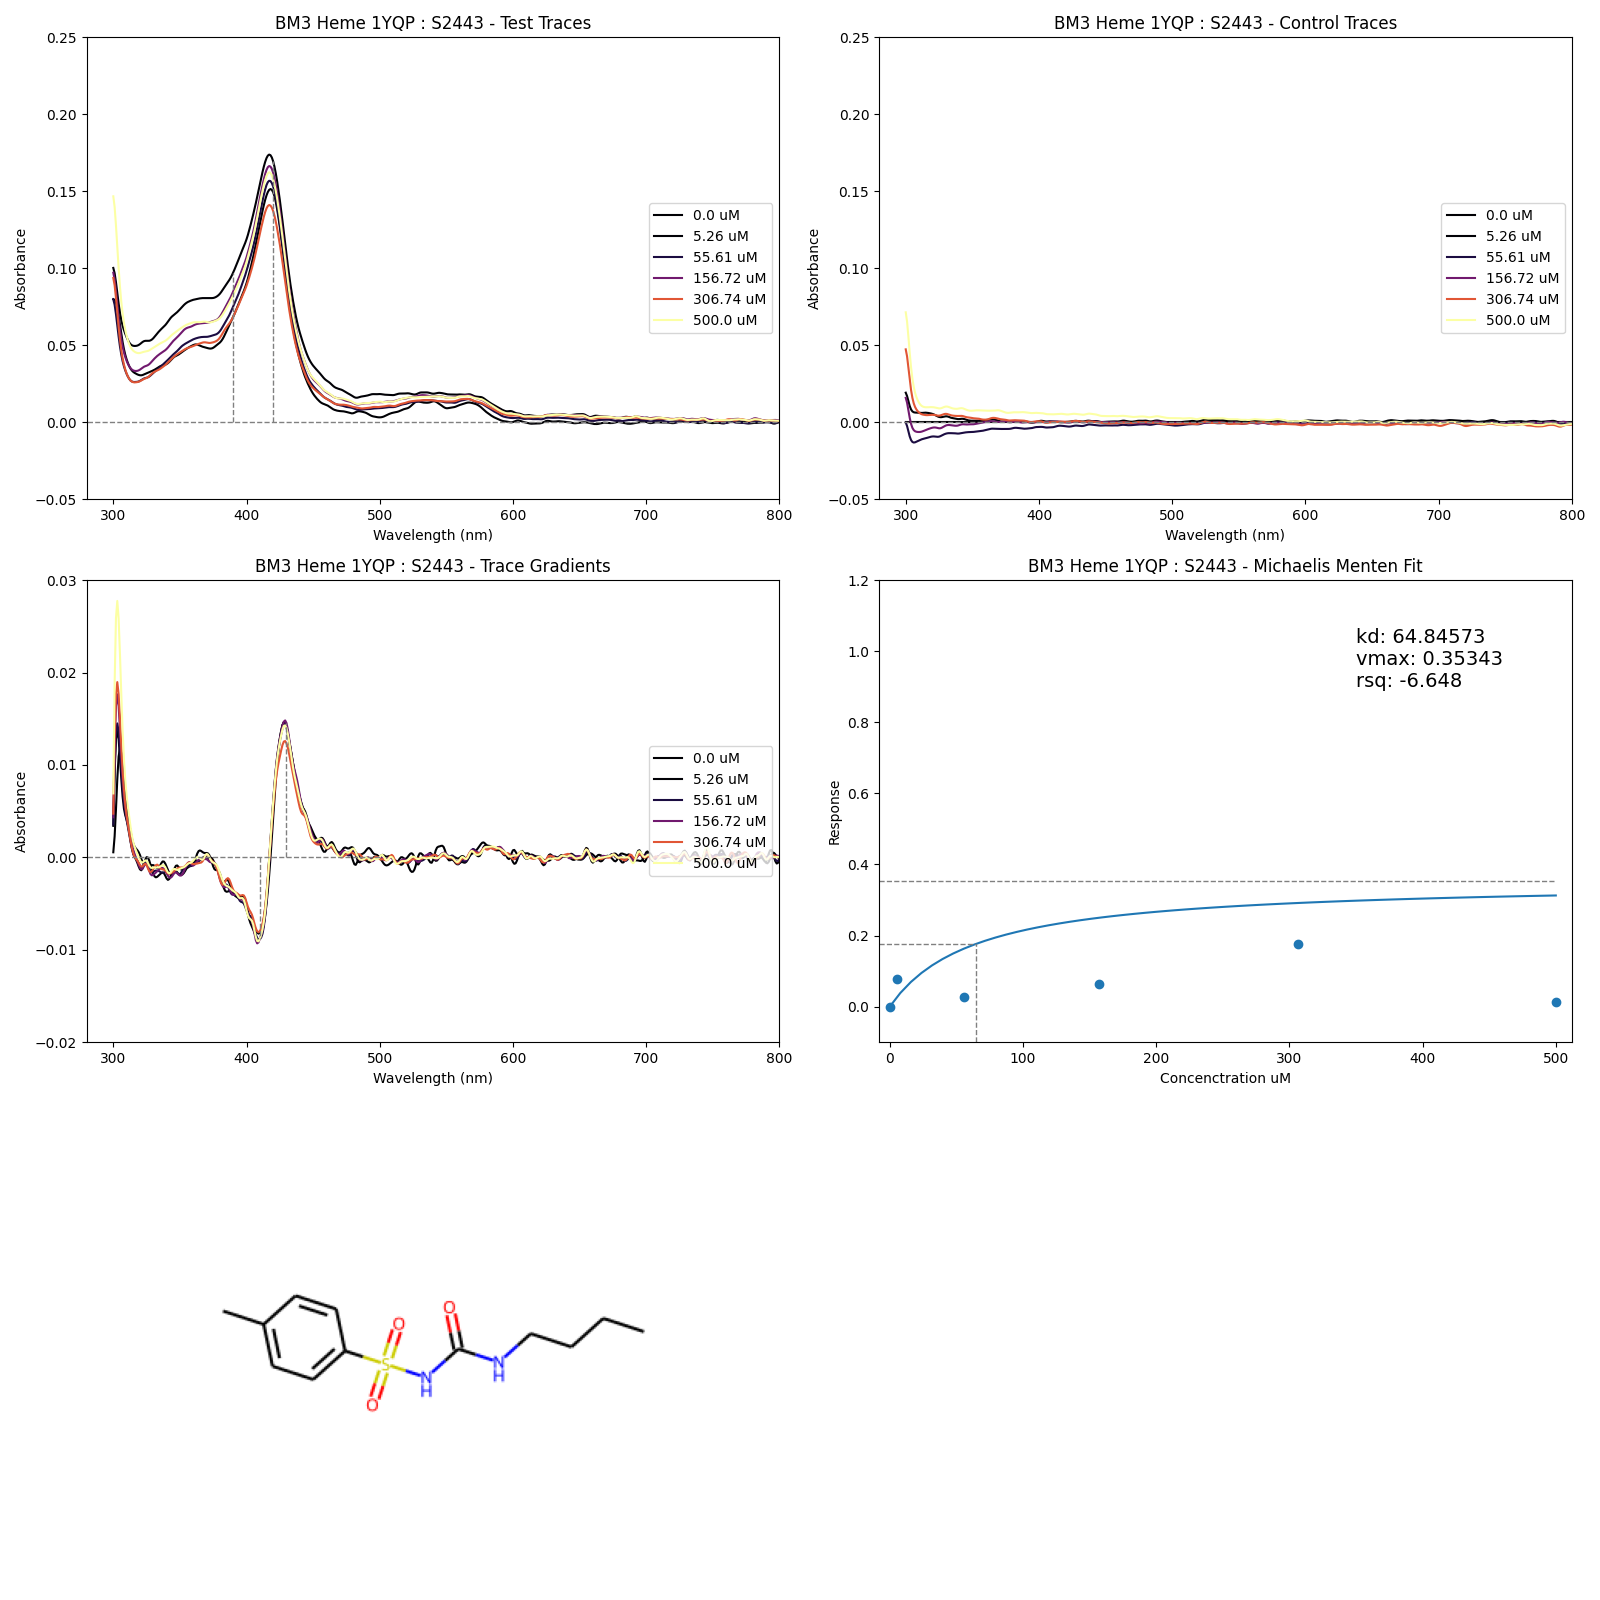 BM3 Heme 1YQP : S2443 - Test Traces
0.25
0.20
0.15
0.10
0.05
0.00
−0.05
Absorbance
300
400
500
600
700
800
Wavelength (nm)
0.0 uM
5.26 uM
55.61 uM
156.72 uM
306.74 uM
500.0 uM
BM3 Heme 1YQP : S2443 - Control Traces
0.25
0.20
0.15
0.10
0.05
0.00
−0.05
Absorbance
300
400
500
600
700
800
Wavelength (nm)
0.0 uM
5.26 uM
55.61 uM
156.72 uM
306.74 uM
500.0 uM
BM3 Heme 1YQP : S2443 - Trace Gradients
0.03
0.02
0.01
0.00
−0.01
−0.02
Absorbance
300
400
500
600
700
800
Wavelength (nm)
0.0 uM
5.26 uM
55.61 uM
156.72 uM
306.74 uM
500.0 uM
BM3 Heme 1YQP : S2443 - Michaelis Menten Fit
1.2
1.0
0.8
0.6
0.4
0.2
0.0
Response
kd: 64.84573
vmax: 0.35343
rsq: -6.648
0
100
200
300
400
500
Concenctration uM
O
S
O
N
H
O
N
H